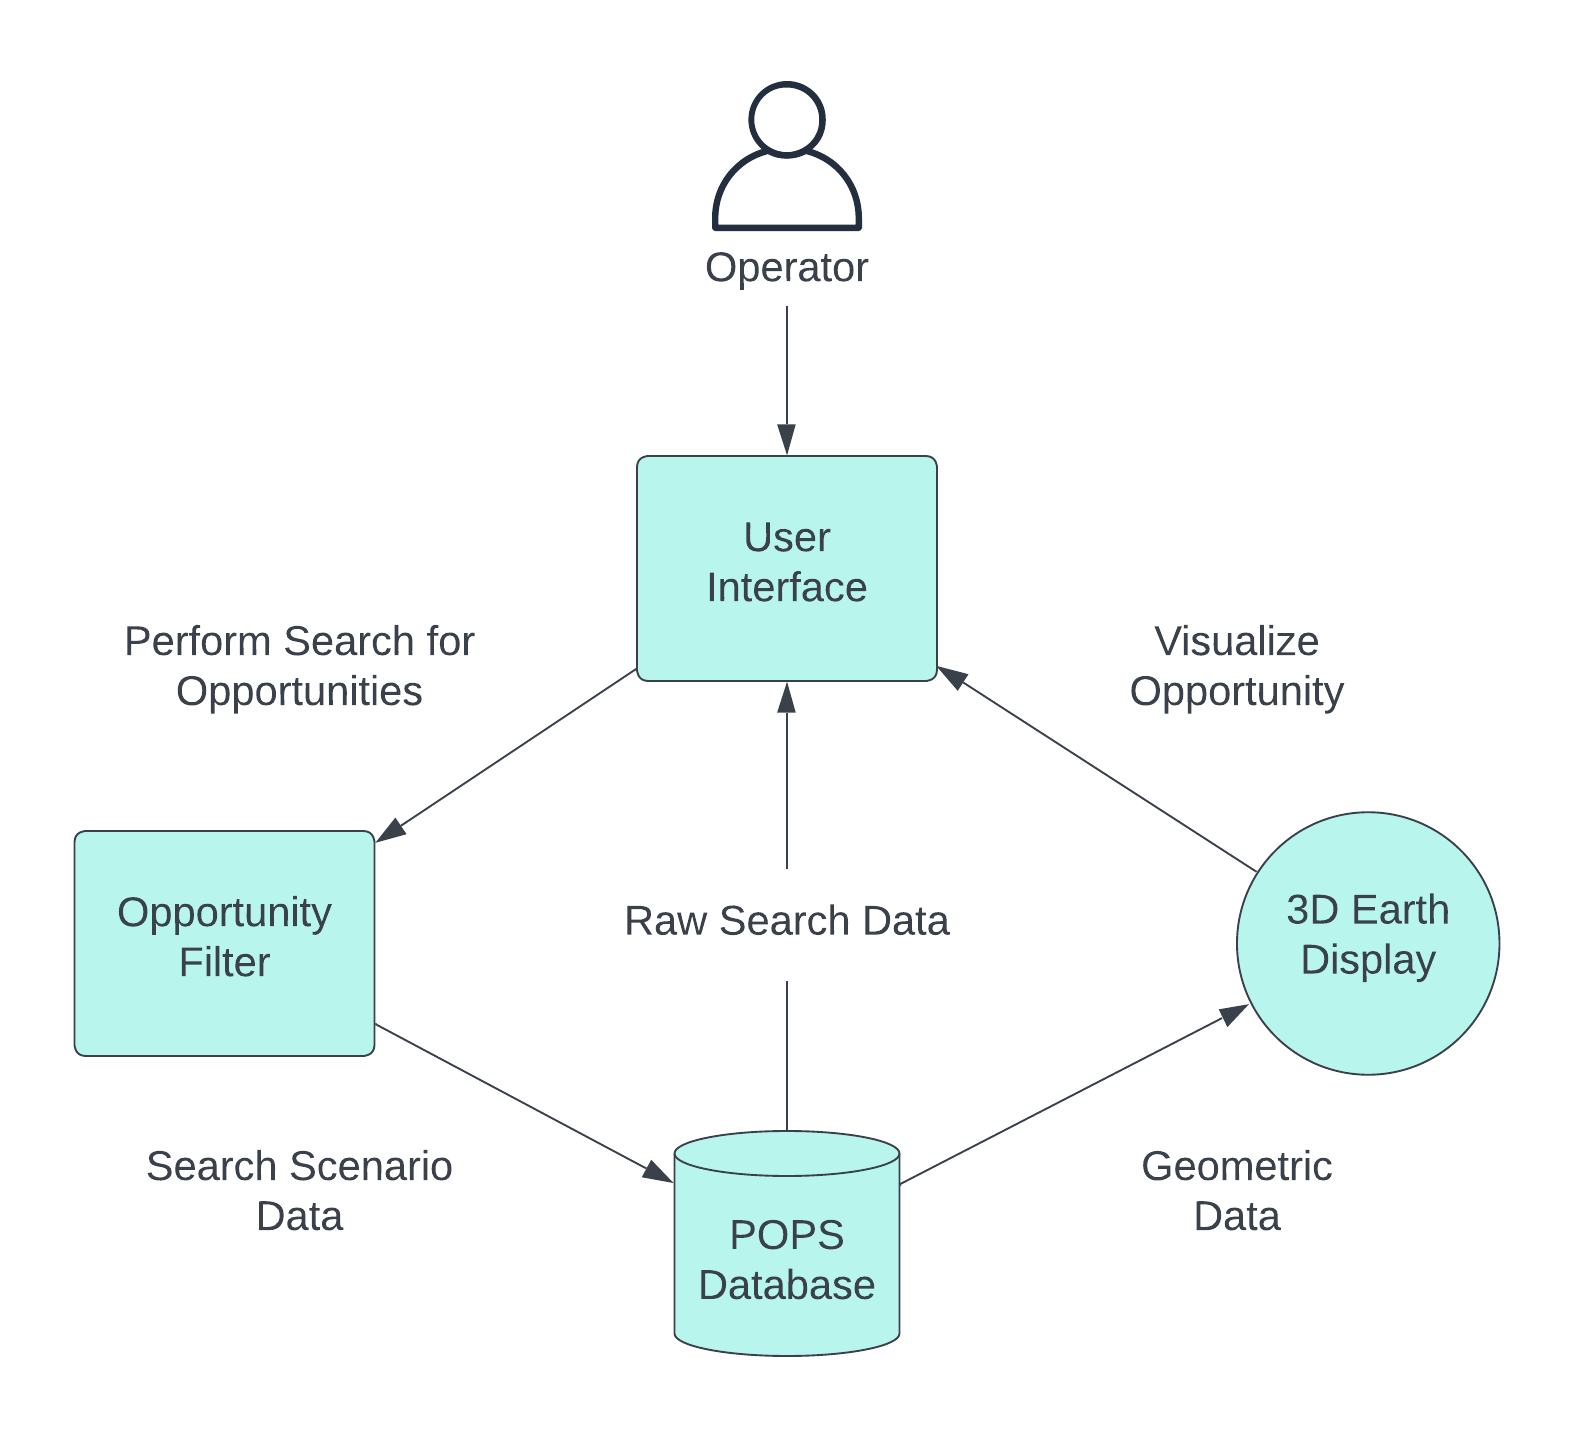 Operator
User
Interface
Perform Search for
Opportunities
Visualize
Opportunity
Opportunity
Filter
Raw Search Data
3D Earth
Display
Search Scenario
Data
Geometric
Data
POPS
Database